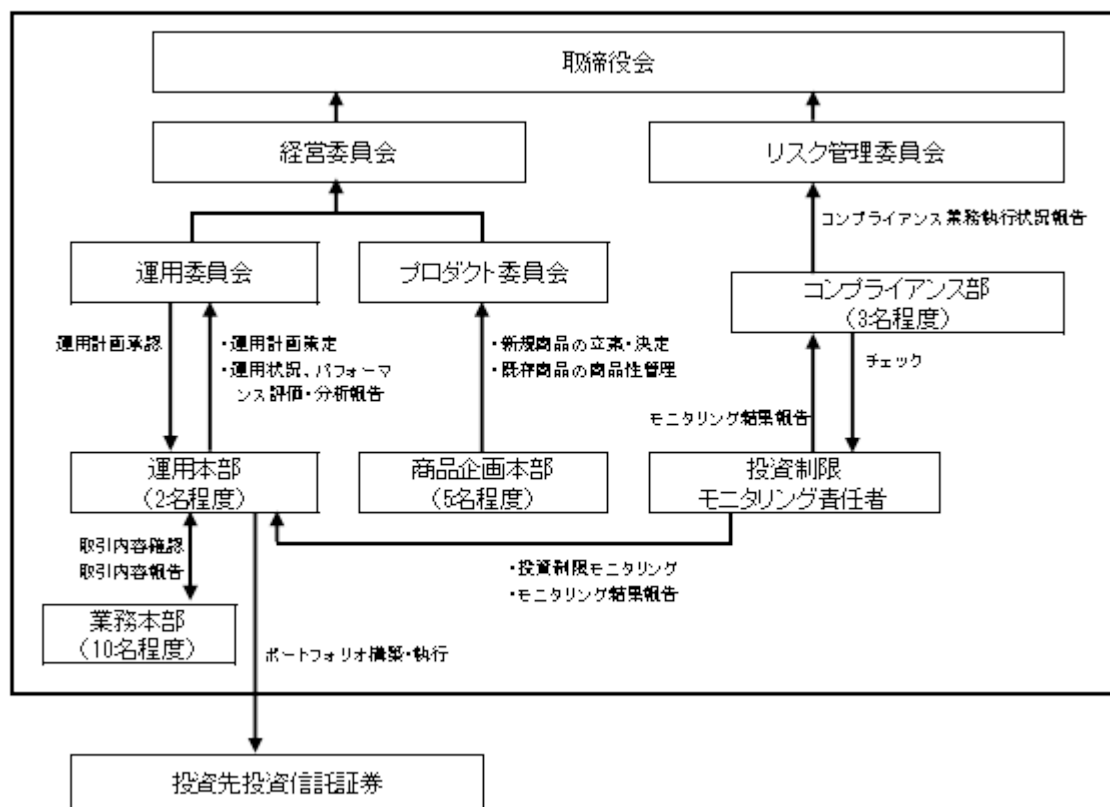 取締役会
経営委員会
リスク管理委員会
コンプライアンス業務執行状況報告
運用委員会
プロダクト委員会
コンプライアンス部
(3名程度)
運用計画承認
・運用計画策定
・運用状況、パフォーマ
ンス評価・分析報告
・新規商品の立案・決定
・既存商品の商品性管理
チェック
モニタリング結果報告
運用本部
(2名程度)
商品企画本部
(5名程度)
投資制限
モニタリング責任者
取引内容確認
取引内容報告
・投資制限モニタリング
・モニタリング結果報告
業務本部
(10名程度)
ポートフォリオ構築・執行
投資先投資信託証券